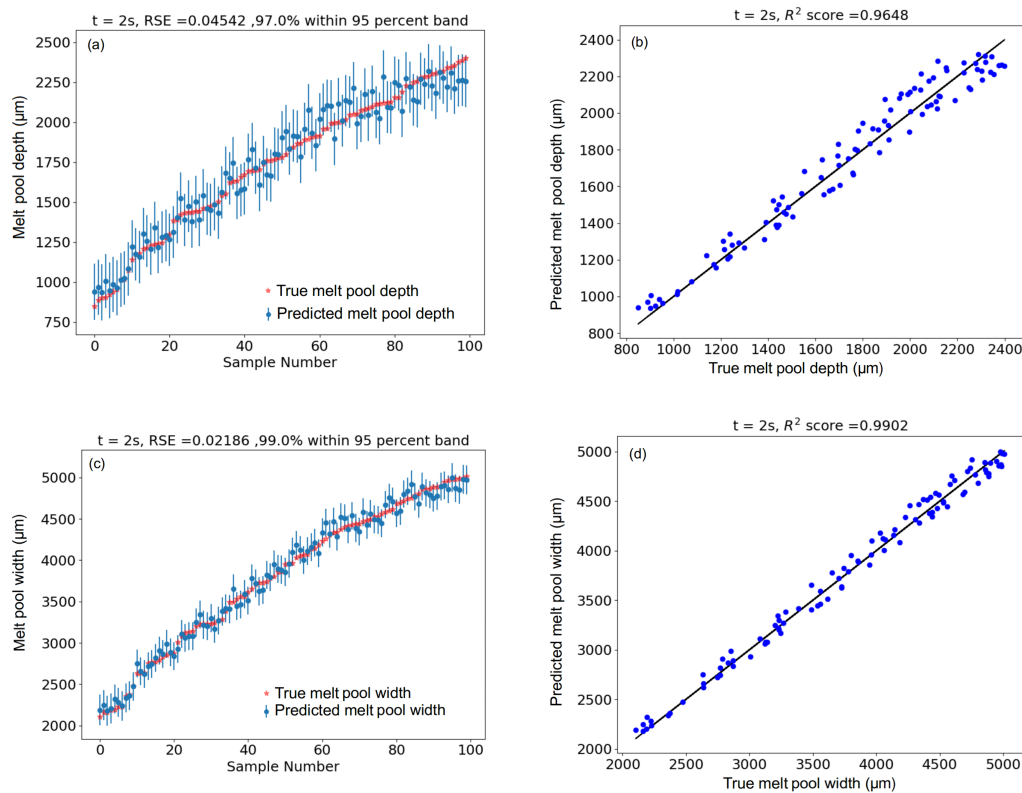 t = 2s, RSE =0.04542 ,97.0% within 95 percent band
(a)
Melt pool depth (μm)
2500
2250
2000
1750
1500
1250
1000
750
True melt pool depth
Predicted melt pool depth
0 20 40 60 80 100
Sample Number
t = 2s, R² score =0.9648
(b)
Predicted melt pool depth (μm)
2400
2200
2000
1800
1600
1400
1200
1000
800
800 1000 1200 1400 1600 1800 2000 2200 2400
True melt pool depth (μm)
t = 2s, RSE =0.02186 ,99.0% within 95 percent band
(c)
Melt pool width (μm)
5000
4500
4000
3500
3000
2500
2000
True melt pool width
Predicted melt pool width
0 20 40 60 80 100
Sample Number
t = 2s, R² score =0.9902
(d)
Predicted melt pool width (μm)
5000
4500
4000
3500
3000
2500
2000
2000 2500 3000 3500 4000 4500 5000
True melt pool width (μm)